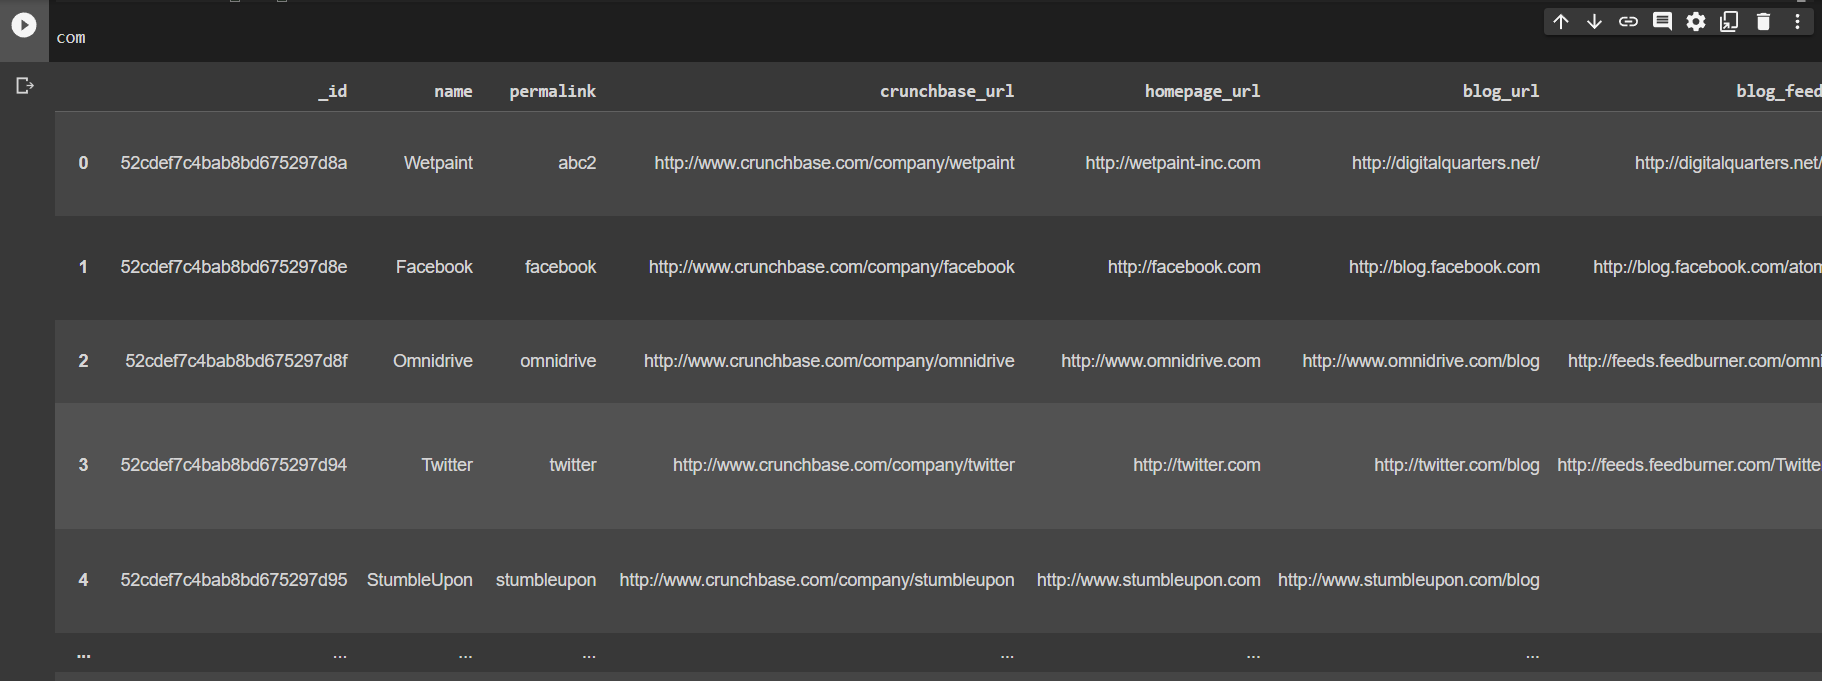 com
_id name permalink crunchbase_url homepage_url blog_url blog_feed
0 52cdef7c4bab8bd675297d8a Wetpaint abc2 http://www.crunchbase.com/company/wetpaint http://wetpaint-inc.com http://digitalquarters.net/ http://digitalquarters.net/
1 52cdef7c4bab8bd675297d8e Facebook facebook http://www.crunchbase.com/company/facebook http://facebook.com http://blog.facebook.com http://blog.facebook.com/atom
2 52cdef7c4bab8bd675297d8f Omnidrive omnidrive http://www.crunchbase.com/company/omnidrive http://www.omnidrive.com http://www.omnidrive.com/blog http://feeds.feedburner.com/omni
3 52cdef7c4bab8bd675297d94 Twitter twitter http://www.crunchbase.com/company/twitter http://twitter.com http://twitter.com/blog http://feeds.feedburner.com/Twitte
4 52cdef7c4bab8bd675297d95 StumbleUpon stumbleupon http://www.crunchbase.com/company/stumbleupon http://www.stumbleupon.com http://www.stumbleupon.com/blog
... ... ... ... ... ... ...